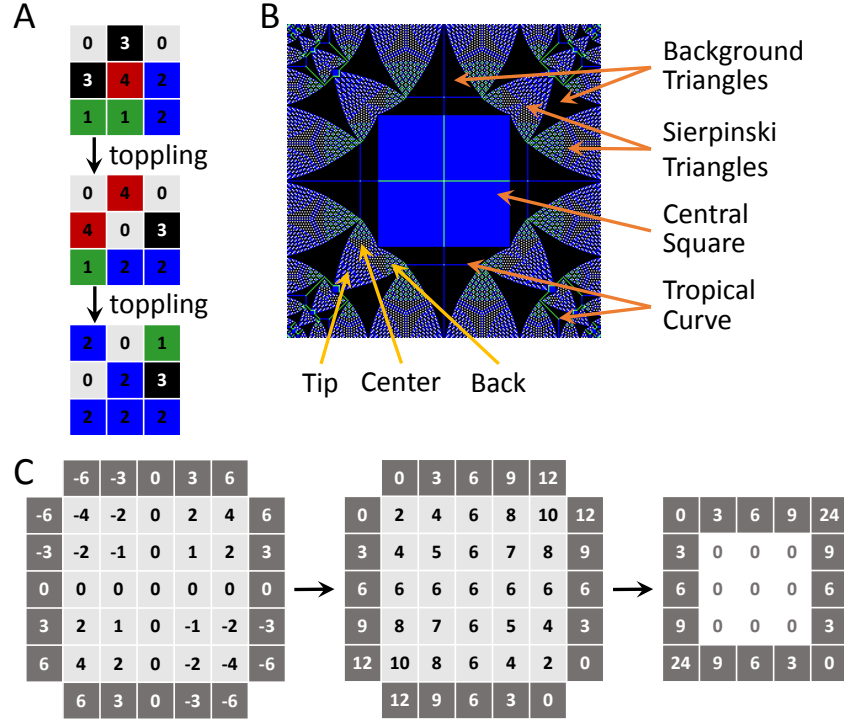 A
0 3 0
3 4 2
1 1 2
toppling
0 4 0
4 0 3
1 2 2
toppling
2 0 1
0 2 3
2 2 2
B
Background
Triangles
Sierpinski
Triangles
Central
Square
Tropical
Curve
Tip Center Back
C
-6 -3 0 3 6
-6 -4 -2 0 2 4 6
-3 -2 -1 0 1 2 3
0 0 0 0 0 0 0
3 2 1 0 -1 -2 -3
6 4 2 0 -2 -4 -6
6 3 0 -3 -6
0 3 6 9 12
0 2 4 6 8 10 12
3 4 5 6 7 8 9
6 6 6 6 6 6 6
9 8 7 6 5 4 3
12 10 8 6 4 2 0
12 9 6 3 0
0 3 6 9 24
3 0 0 0 9
6 0 0 0 6
9 0 0 0 3
24 9 6 3 0